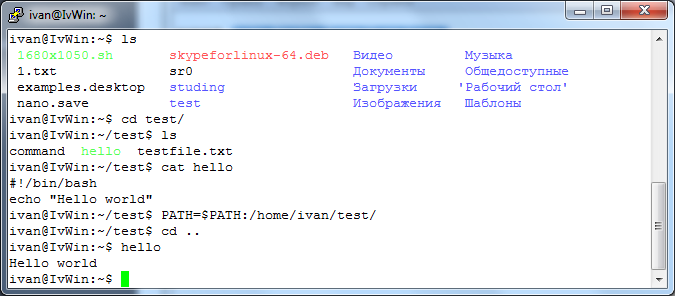 ivan@IvWin: ~
ivan@IvWin:~$ ls
1680x1050.sh skypeforlinux-64.deb Видео Музыка
1.txt sr0 Документы Общедоступные
examples.desktop studing Загрузки 'Рабочий стол'
nano.save test Изображения Шаблоны
ivan@IvWin:~$ cd test/
ivan@IvWin:~/test$ ls
command hello testfile.txt
ivan@IvWin:~/test$ cat hello
#!/bin/bash
echo "Hello world"
ivan@IvWin:~/test$ PATH=$PATH:/home/ivan/test/
ivan@IvWin:~/test$ cd ..
ivan@IvWin:~$ hello
Hello world
ivan@IvWin:~$